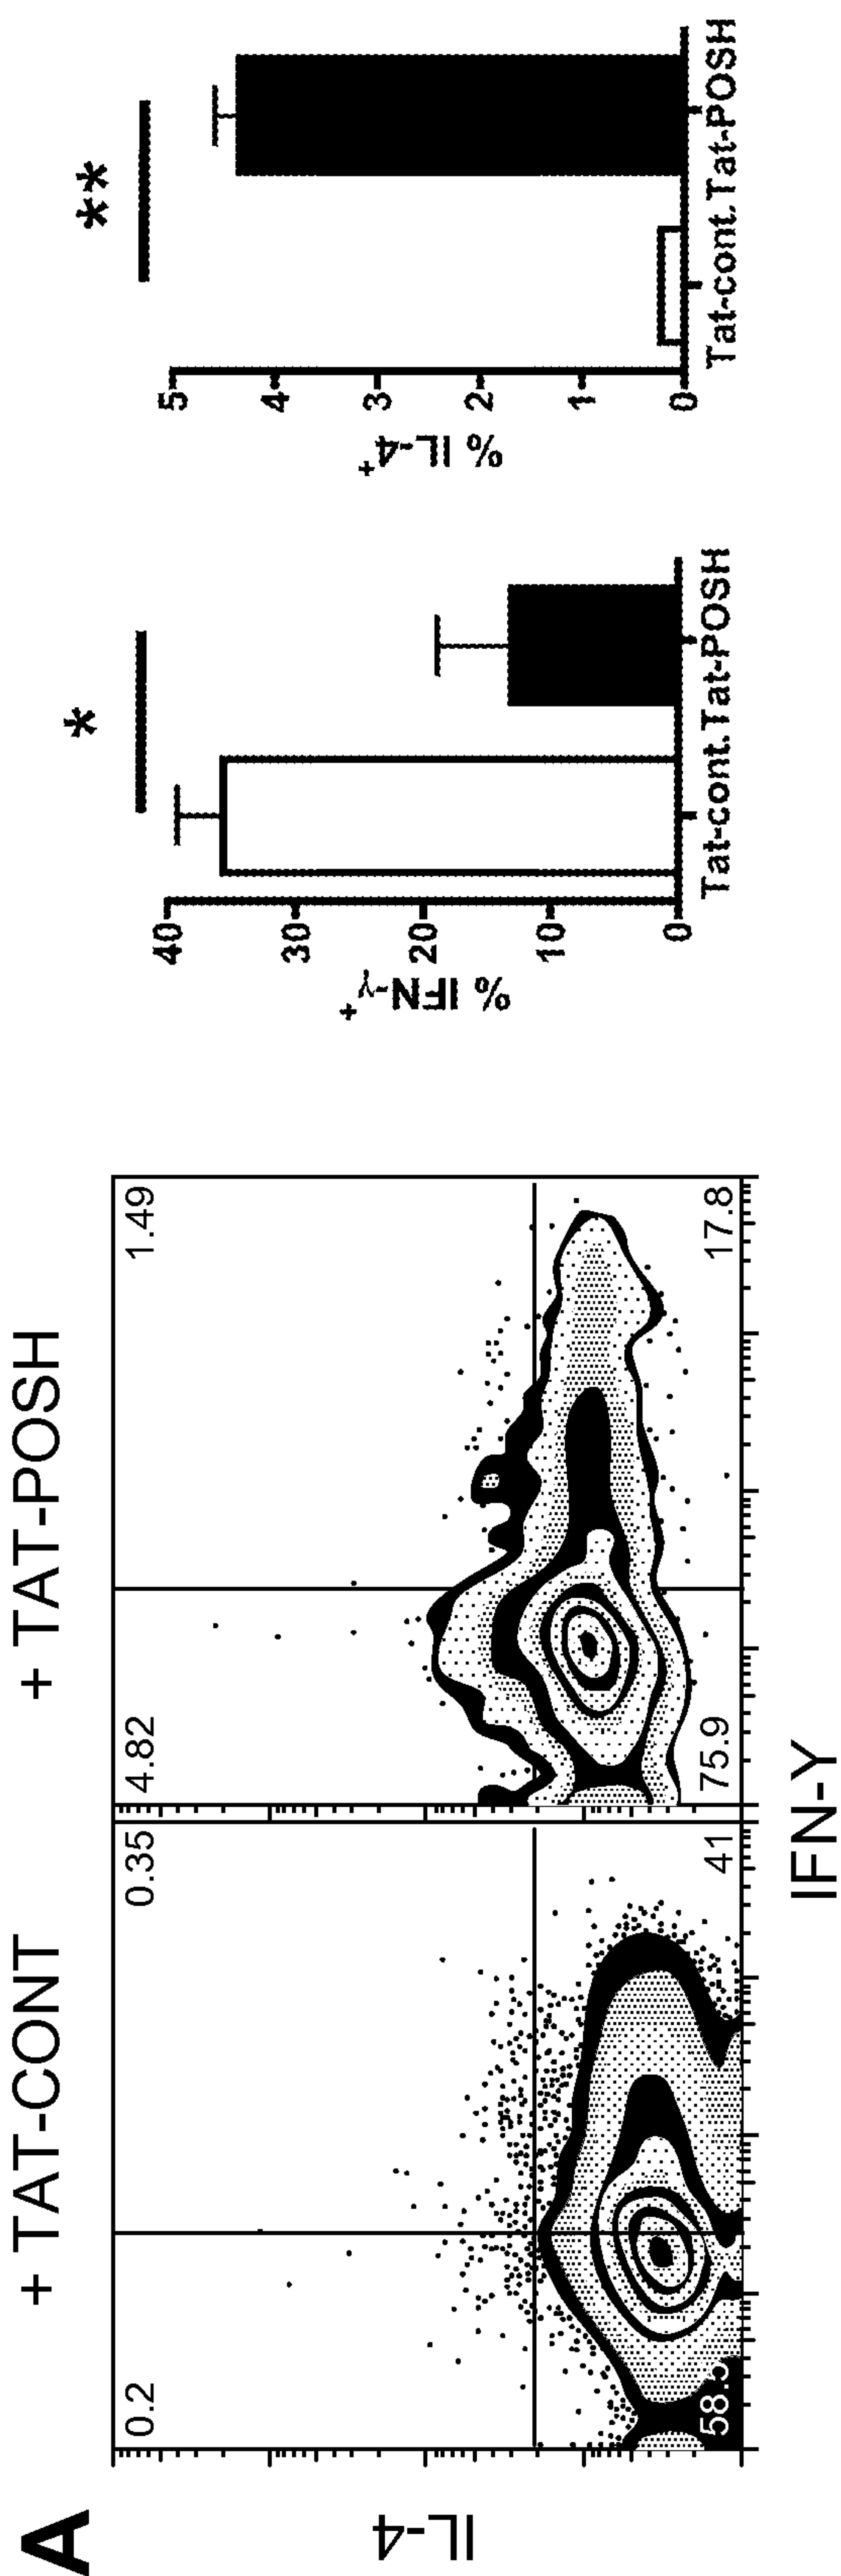 A
+ TAT-CONT
+ TAT-POSH
0.2
0.35
4.82
1.49
58.5
41
75.9
17.8
IL-4
IFN-Y
*
40
30
20
10
0
% IFN-γ+
Tat-cont. Tat-POSH
**
5
4
3
2
1
0
% IL-4+
Tat-cont. Tat-POSH